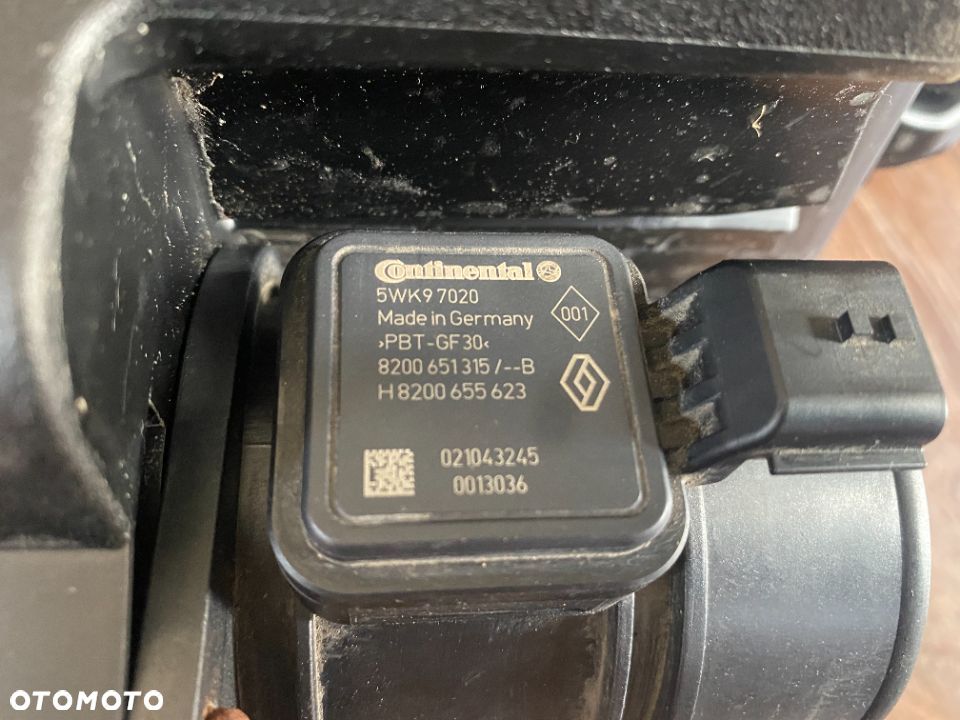 Continental
5WK9 7020
Made in Germany
›PBT-GF30‹
8200 651 315 /--B
H 8200 655 623
001
021043245
0013036
OTOMOTO